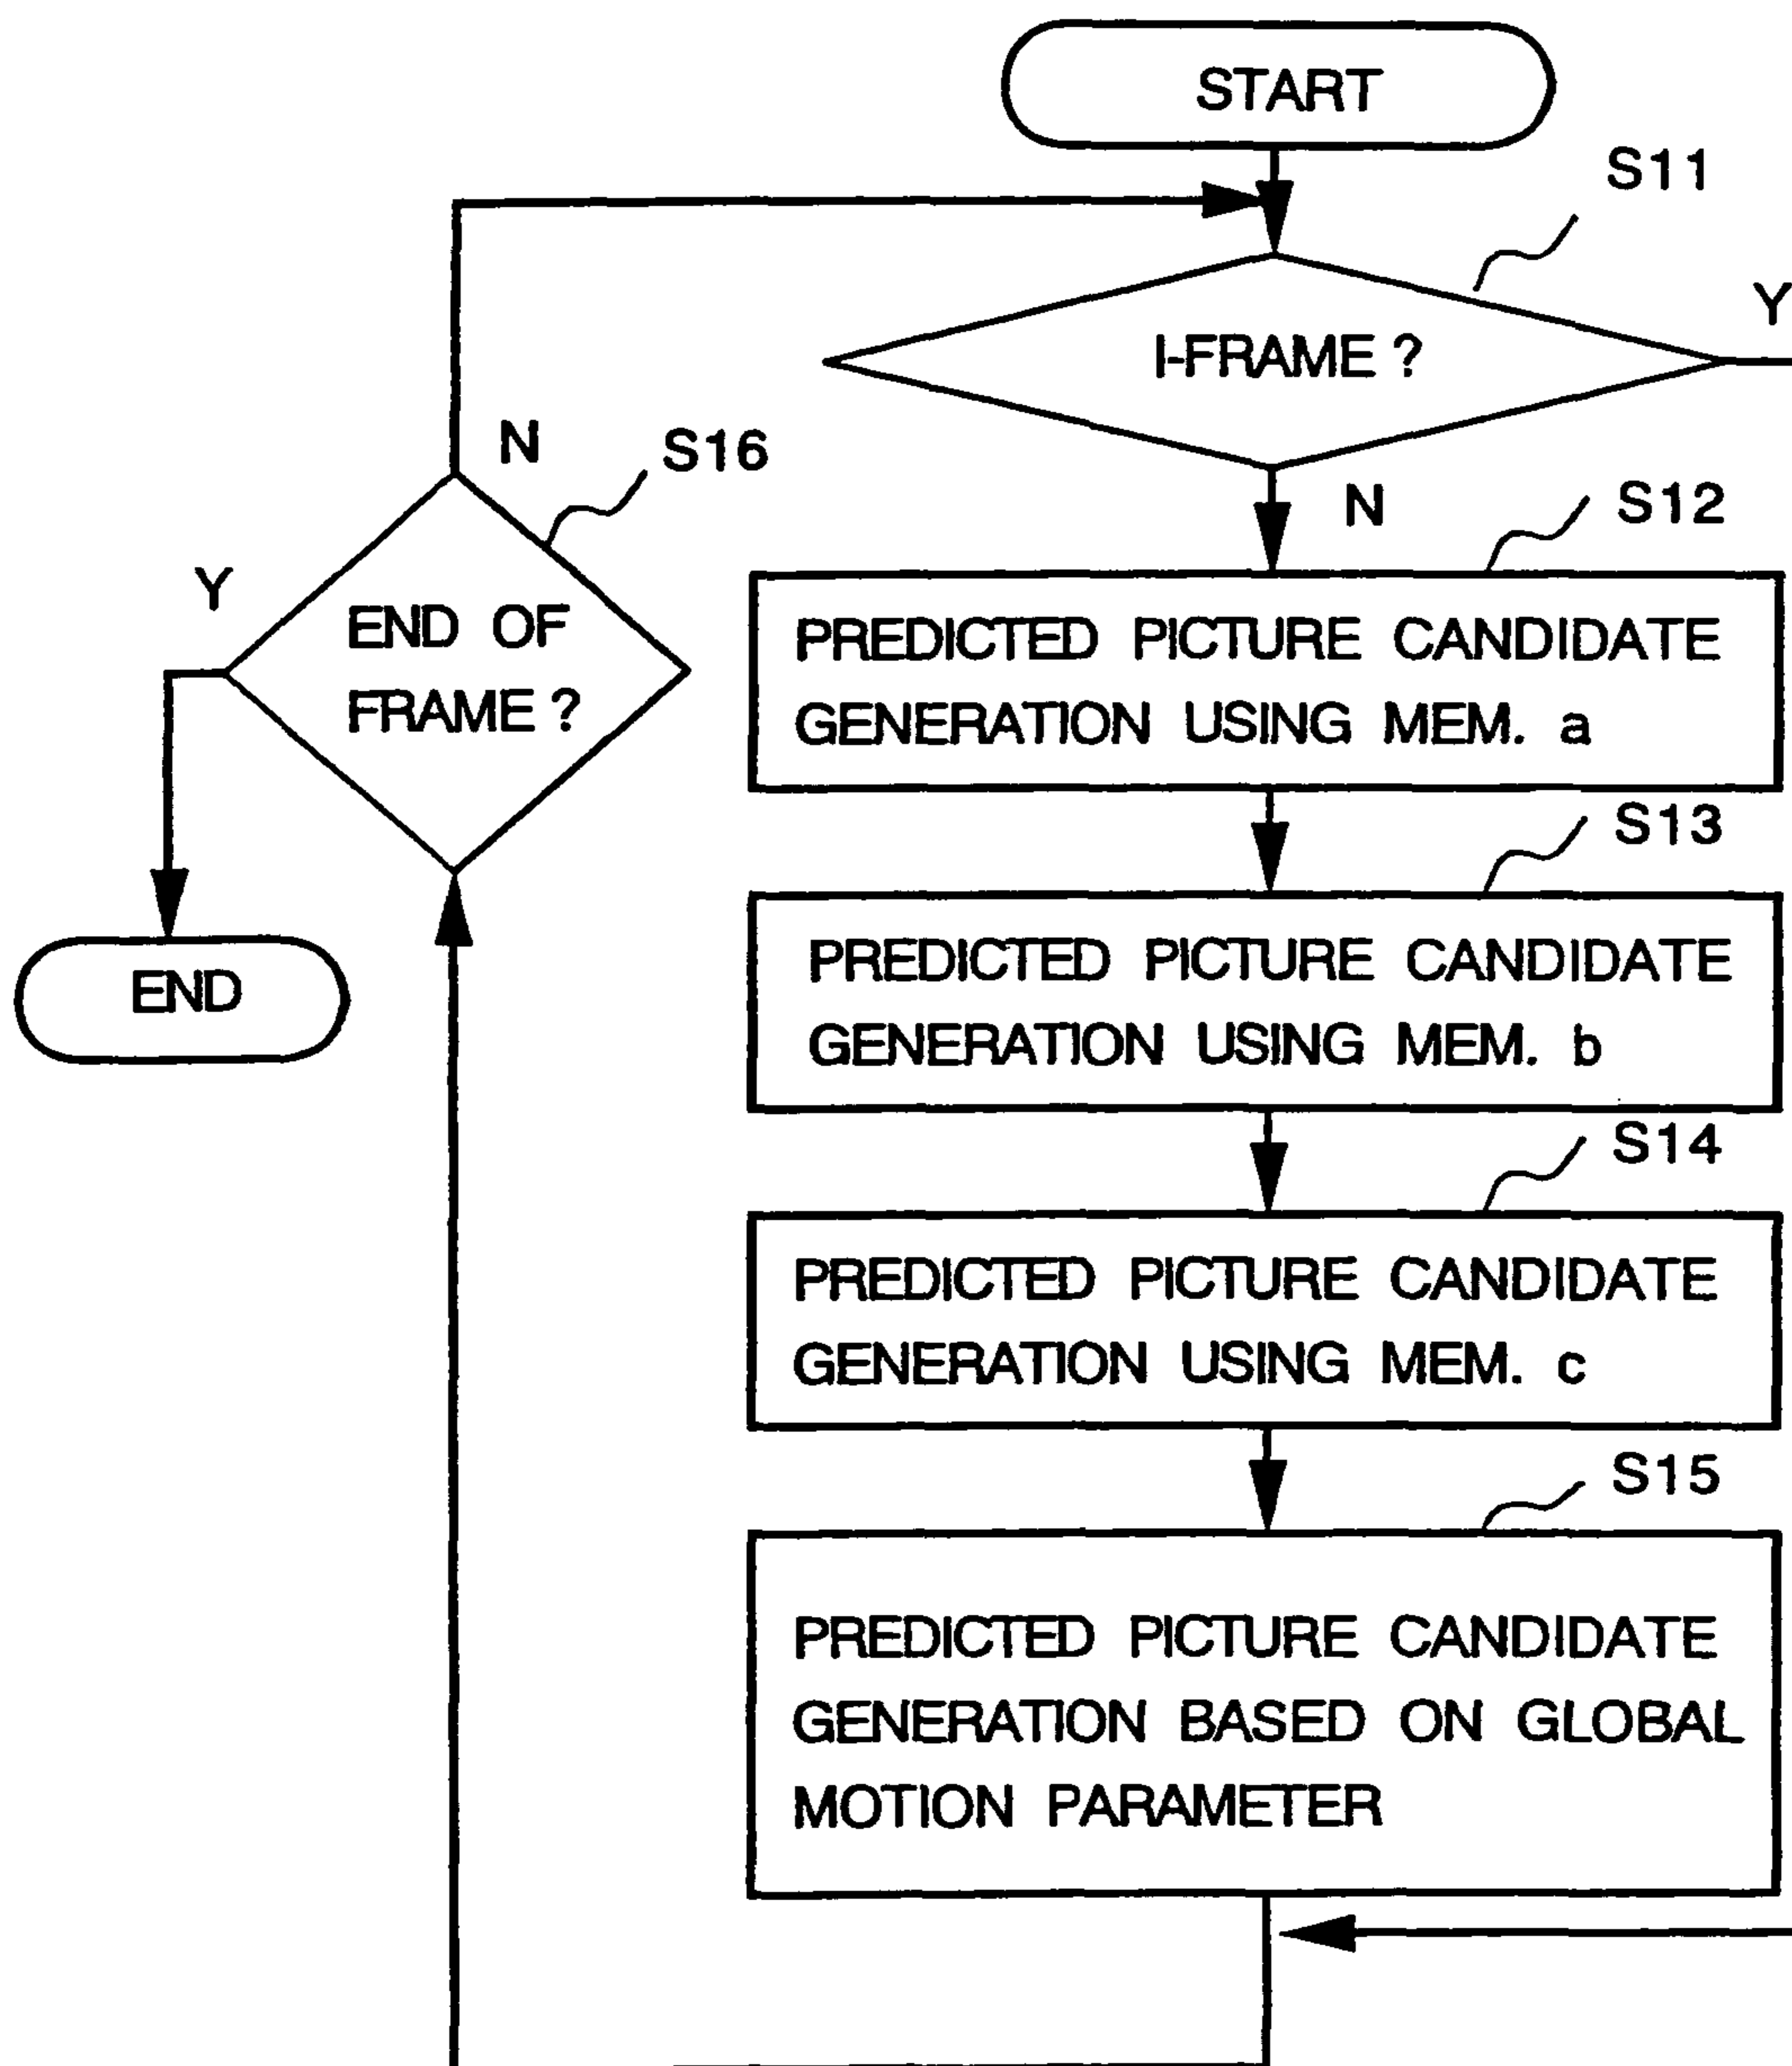 START
S11
I-FRAME ?
Y
N
S12
PREDICTED PICTURE CANDIDATE
GENERATION USING MEM. a
S13
PREDICTED PICTURE CANDIDATE
GENERATION USING MEM. b
S14
PREDICTED PICTURE CANDIDATE
GENERATION USING MEM. c
S15
PREDICTED PICTURE CANDIDATE
GENERATION BASED ON GLOBAL
MOTION PARAMETER
N
S16
Y
END OF
FRAME ?
END